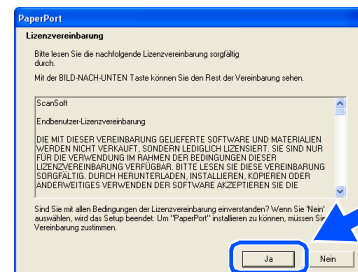 PaperPort
Lizenzvereinbarung
Bitte lesen Sie die nachfolgende Lizenzvereinbarung sorgfältig
durch.
Mit der BILD-NACH-UNTEN Taste können Sie den Rest der Vereinbarung sehen.
ScanSoft
Endbenutzer-Lizenzvereinbarung
DIE MIT DIESER VEREINBARUNG GELIEFERTE SOFTWARE UND MATERIALIEN
WERDEN NICHT VERKAUFT, SONDERN LEDIGLICH LIZENSIERT. SIE SIND NUR
FÜR DIE VERWENDUNG IM RAHMEN DER BEDINGUNGEN DIESER
LIZENZVEREINBARUNG VERFÜGBAR. BITTE LESEN SIE DIESE VEREINBARUNG
SORGFÄLTIG. DURCH HERUNTERLADEN, INSTALLIEREN, KOPIEREN ODER
ANDERWEITIGES VERWENDEN DER SOFTWARE AKZEPTIEREN SIE DIE
Sind Sie mit allen Bedingungen der Lizenzvereinbarung einverstanden? Wenn Sie 'Nein'
auswählen, wird das Setup beendet. Um "PaperPort" installieren zu können, müssen Sie
Vereinbarung zustimmen.
Ja Nein